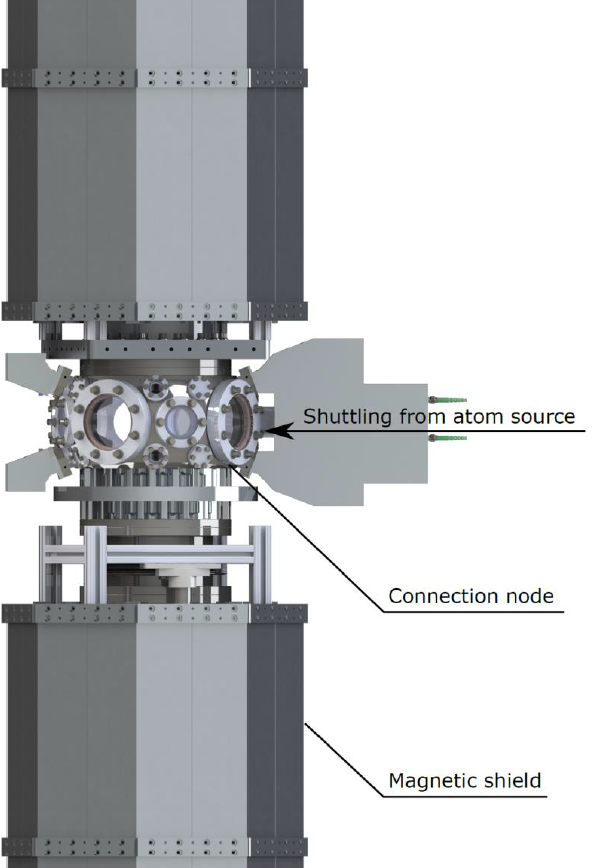 Shuttling from atom source
Connection node
Magnetic shield